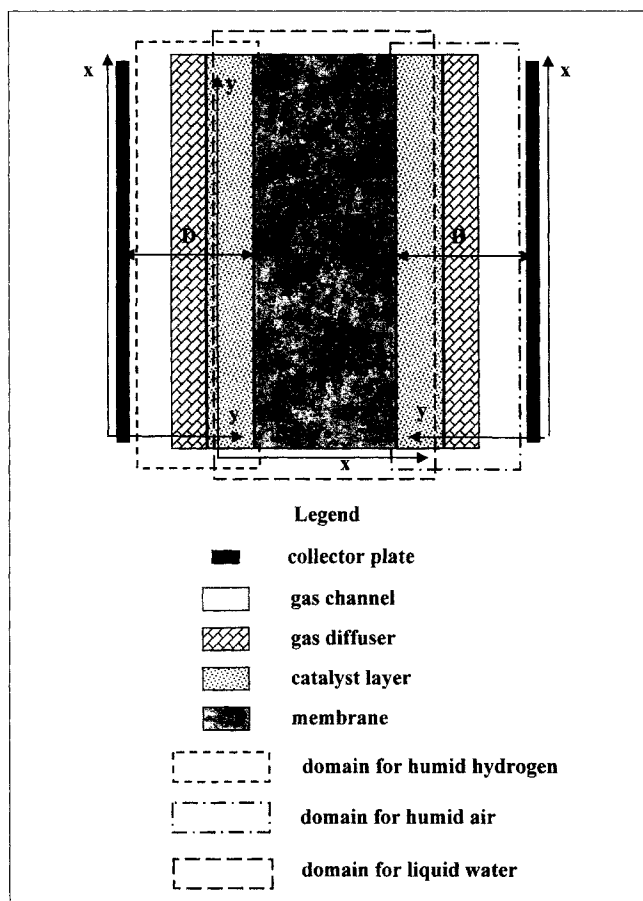 x
x
y
D
H
y
y
x
Legend
collector plate
gas channel
gas diffuser
catalyst layer
membrane
domain for humid hydrogen
domain for humid air
domain for liquid water